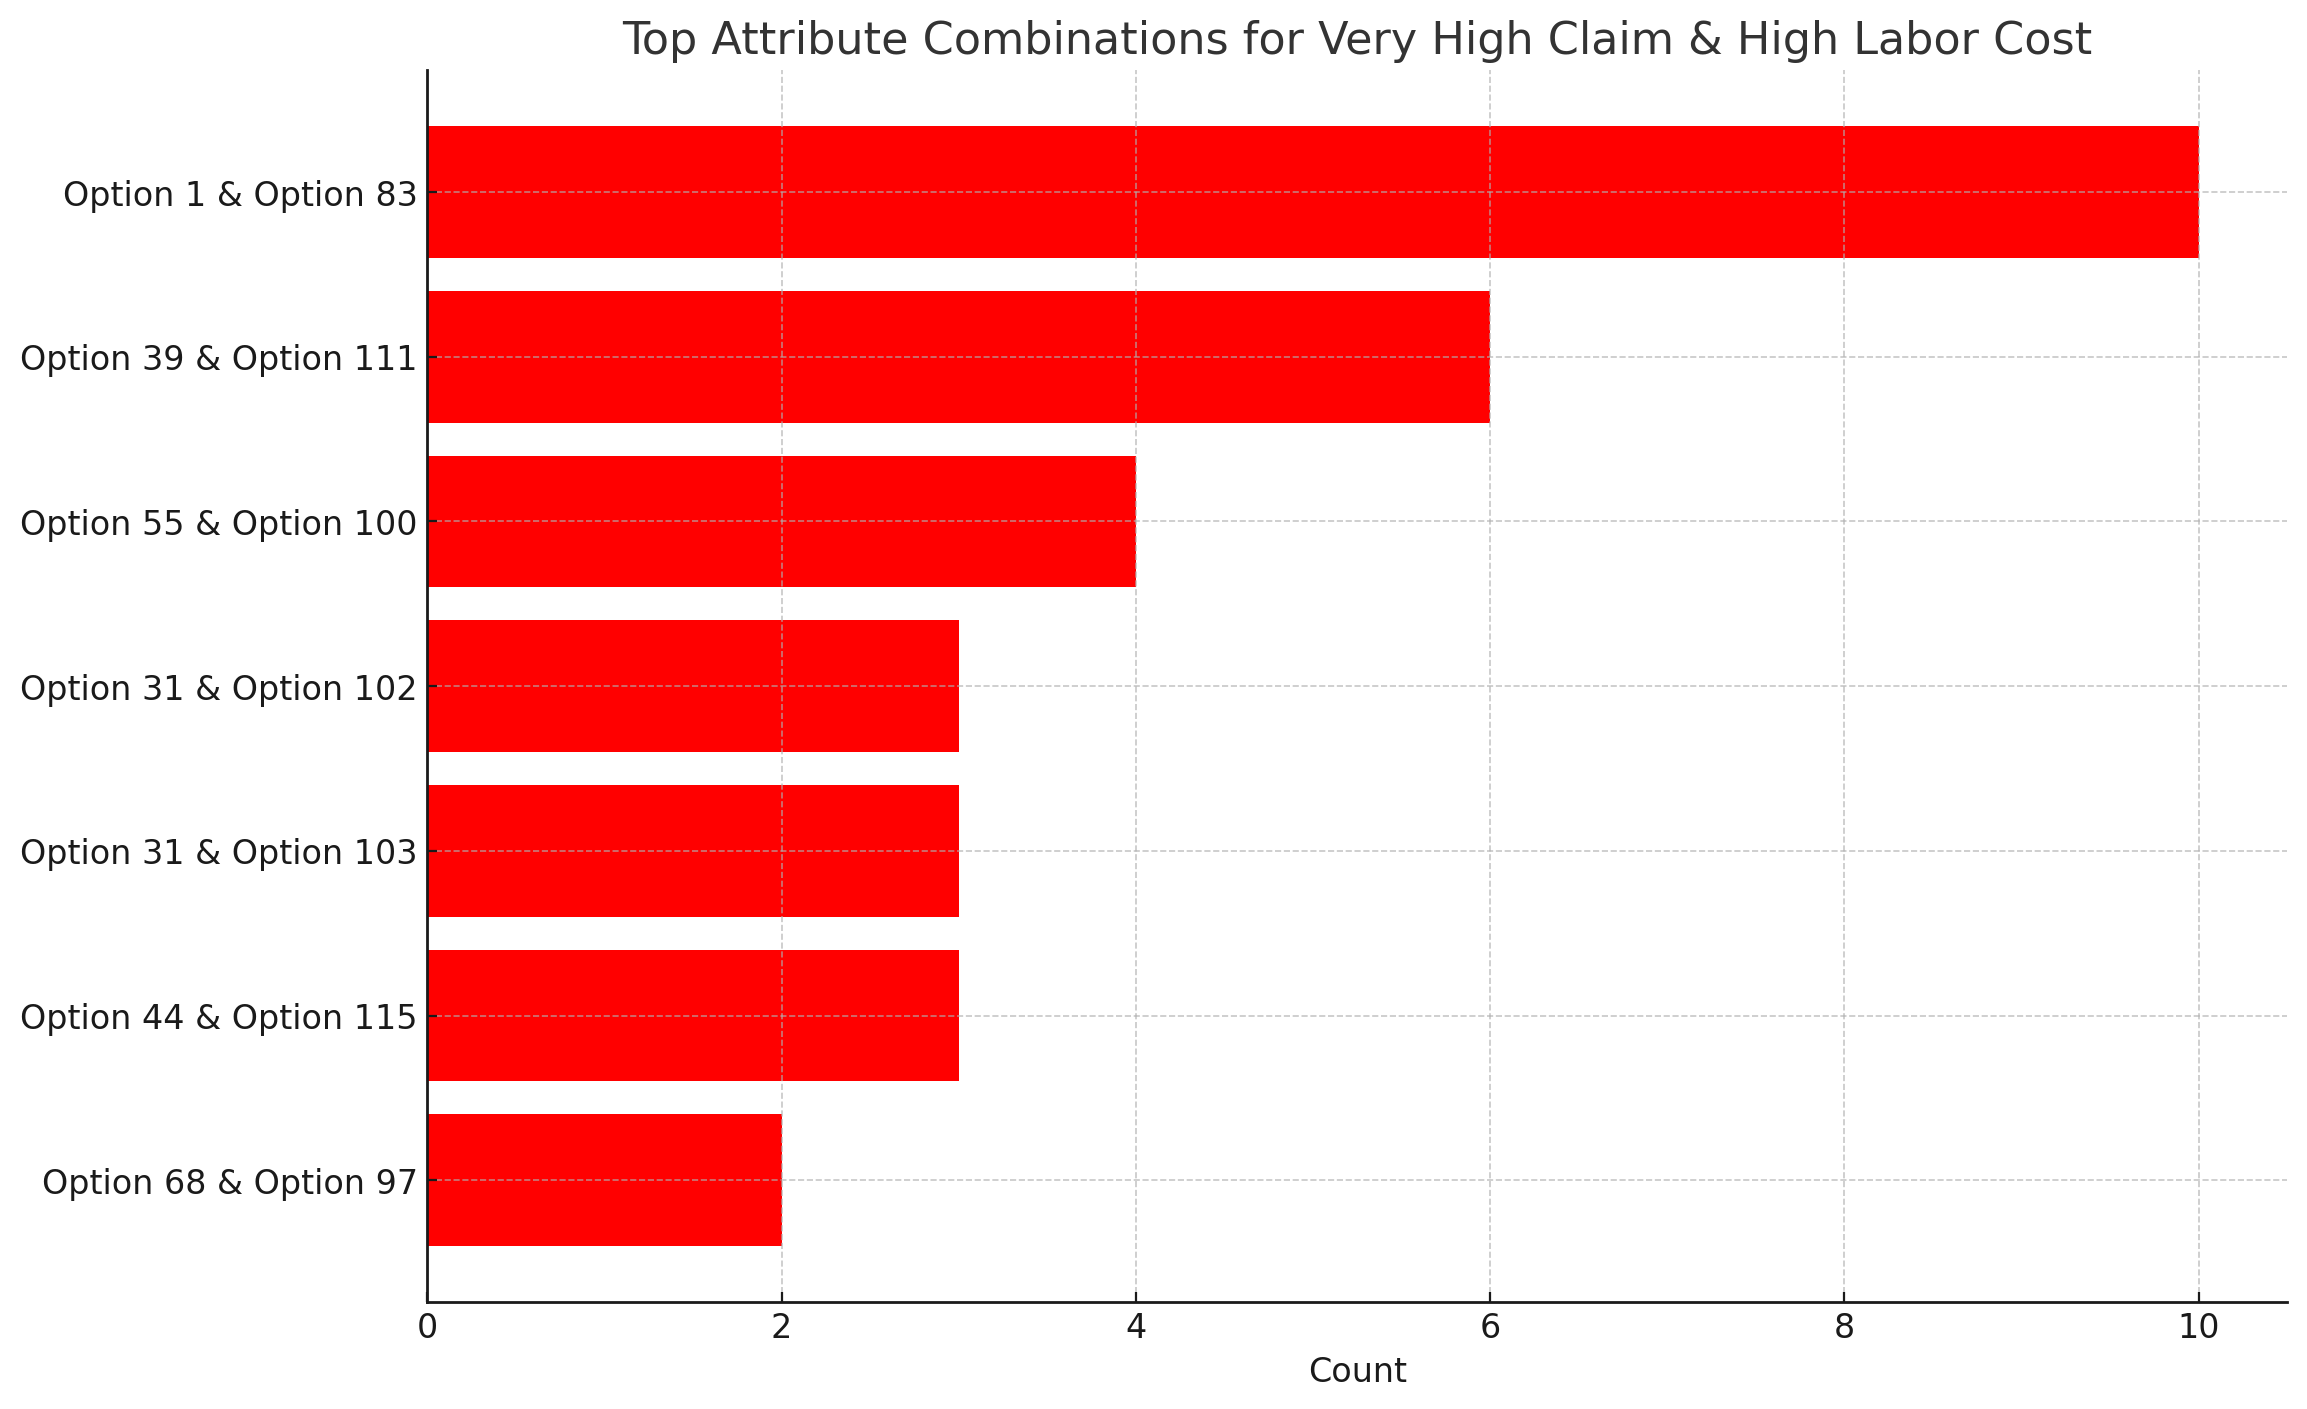 Top Attribute Combinations for Very High Claim & High Labor Cost
Option 1 & Option 83
Option 39 & Option 111
Option 55 & Option 100
Option 31 & Option 102
Option 31 & Option 103
Option 44 & Option 115
Option 68 & Option 97
0 2 4 6 8 10
Count